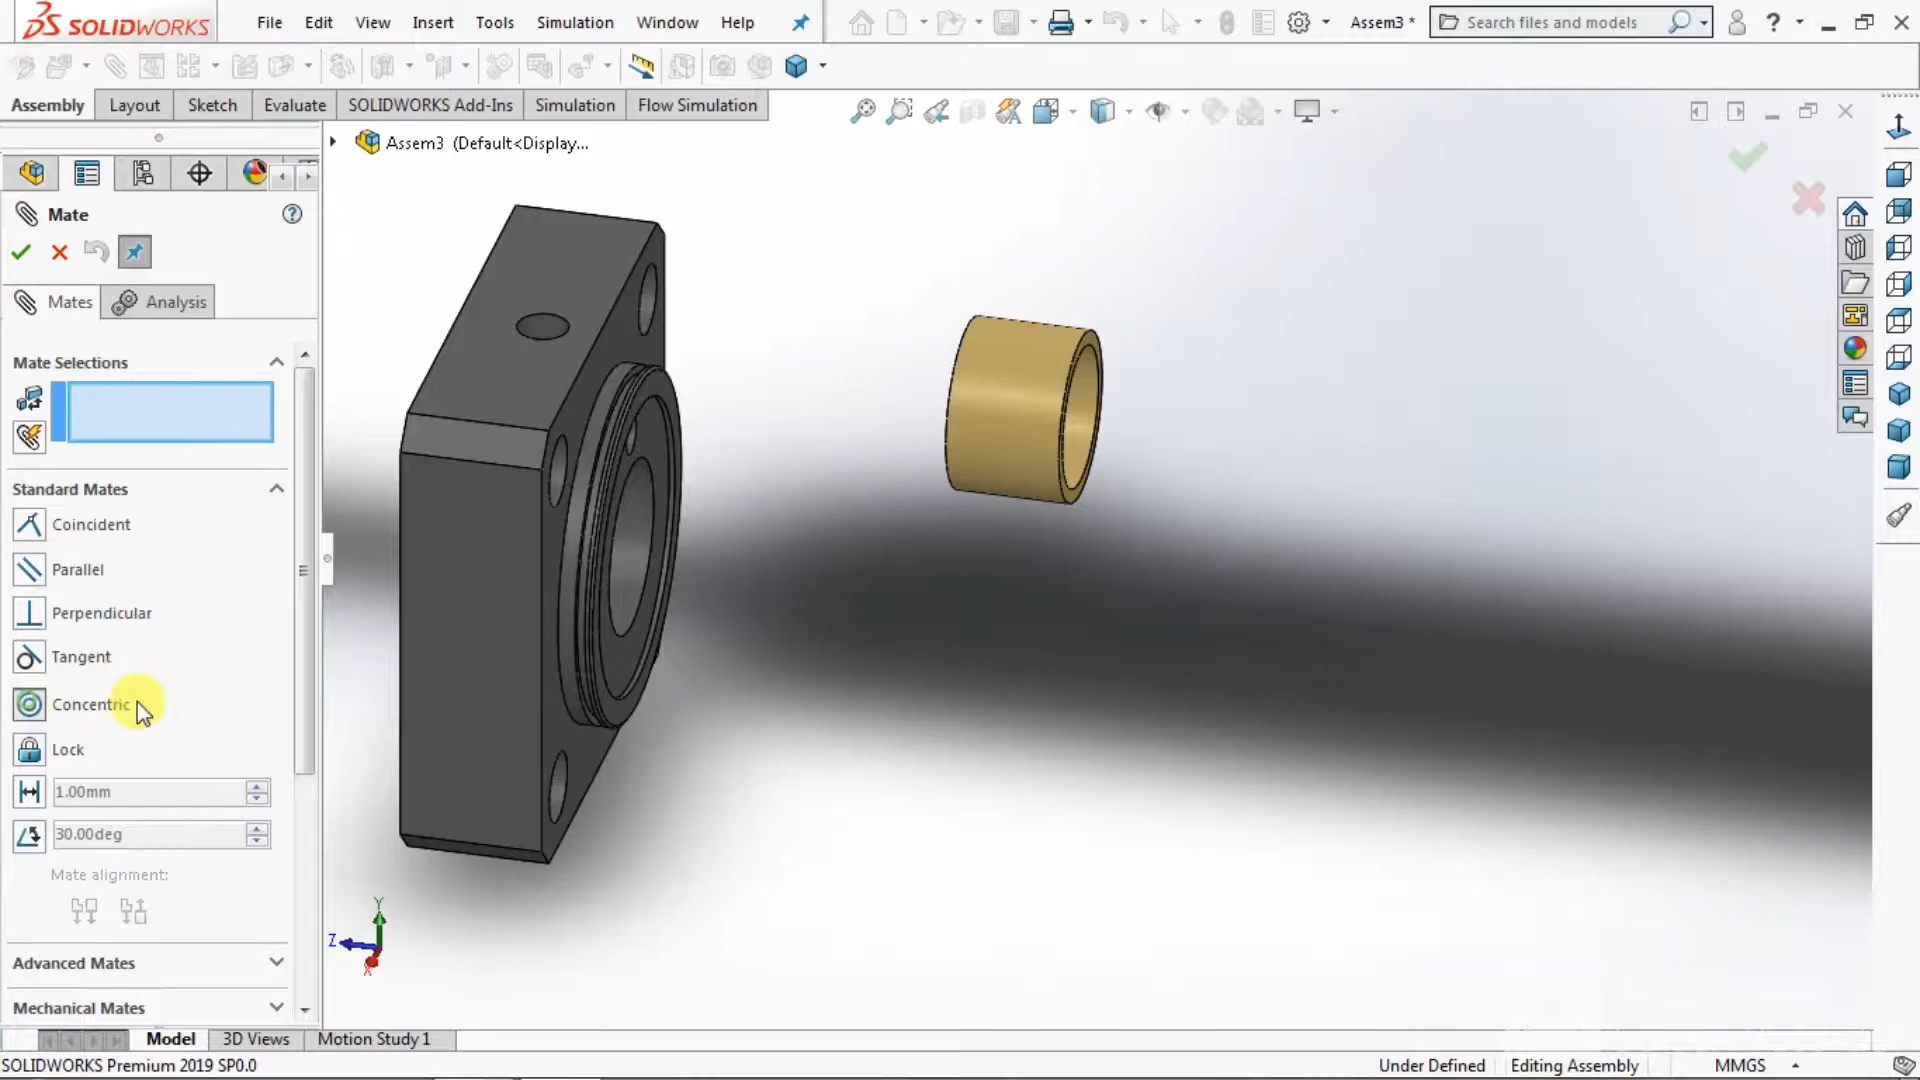 SOLIDWORKS
File Edit View Insert Tools Simulation Window Help
Assem3 *
Search files and models
?
Assembly Layout Sketch Evaluate SOLIDWORKS Add-Ins Simulation Flow Simulation
Assem3 (Default<Display...
Mate
?
Mates Analysis
Mate Selections
Standard Mates
Coincident
Parallel
Perpendicular
Tangent
Concentric
Lock
1.00mm
30.00deg
Mate alignment:
Advanced Mates
Mechanical Mates
Y
Z
X
Model 3D Views Motion Study 1
SOLIDWORKS Premium 2019 SP0.0
Under Defined Editing Assembly MMGS